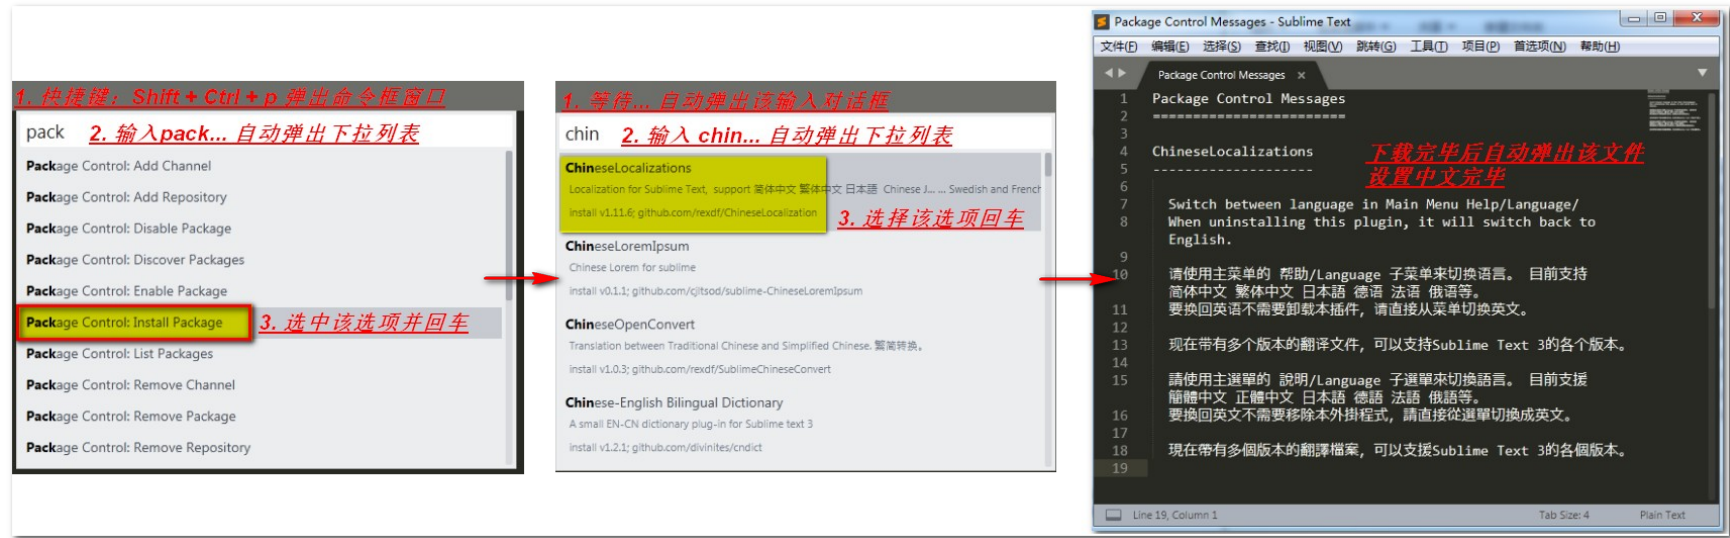 1. 快捷键：Shift + Ctrl + p 弹出命令框窗口
pack
2. 输入pack... 自动弹出下拉列表
Package Control: Add Channel
Package Control: Add Repository
Package Control: Disable Package
Package Control: Discover Packages
Package Control: Enable Package
Package Control: Install Package
3. 选中该选项并回车
Package Control: List Packages
Package Control: Remove Channel
Package Control: Remove Package
Package Control: Remove Repository
1. 等待... 自动弹出该输入对话框
chin
2. 输入 chin... 自动弹出下拉列表
ChineseLocalizations
Localization for Sublime Text, support 简体中文 繁体中文 日本語 Chinese J... ... Swedish and French
install v1.11.6; github.com/rexdf/ChineseLocalization
3. 选择该选项回车
ChineseLoremIpsum
Chinese Lorem for sublime
install v0.1.1; github.com/cjltsod/sublime-ChineseLoremIpsum
ChineseOpenConvert
Translation between Traditional Chinese and Simplified Chinese. 繁简转换。
install v1.0.3; github.com/rexdf/SublimeChineseConvert
Chinese-English Bilingual Dictionary
A small EN-CN dictionary plug-in for Sublime text 3
install v1.2.1; github.com/divinites/cndict
Package Control Messages - Sublime Text
文件(F) 编辑(E) 选择(S) 查找(I) 视图(V) 跳转(G) 工具(T) 项目(P) 首选项(N) 帮助(H)
Package Control Messages ×
1 Package Control Messages
2 ========================
3
4 ChineseLocalizations
下载完毕后自动弹出该文件
设置中文完毕
5 --------------------
6
7 Switch between language in Main Menu Help/Language/
8 When uninstalling this plugin, it will switch back to
English.
9
10 请使用主菜单的 帮助/Language 子菜单来切换语言。 目前支持
简体中文 繁体中文 日本語 德语 法语 俄语等。
11 要换回英语不需要卸载本插件，请直接从菜单切换英文。
12
13 现在带有多个版本的翻译文件，可以支持Sublime Text 3的各个版本。
14
15 請使用主選單的 說明/Language 子選單來切換語言。 目前支援
簡體中文 正體中文 日本語 德語 法語 俄語等。
16 要換回英文不需要移除本外掛程式，請直接從選單切換成英文。
17
18 現在帶有多個版本的翻譯檔案，可以支援Sublime Text 3的各個版本。
19
Line 19, Column 1
Tab Size: 4
Plain Text